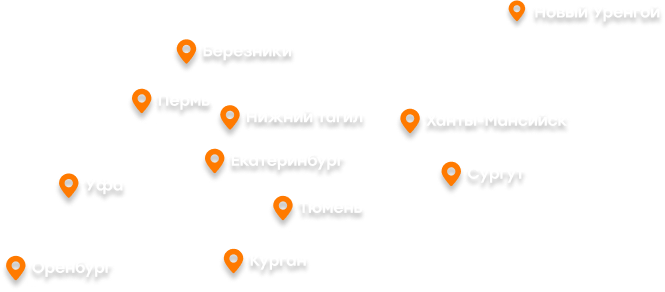 Новый Уренгой
Березники
Пермь
Нижний Тагил
Ханты-Мансийск
Екатеринбург
Сургут
Уфа
Тюмень
Курган
Оренбург